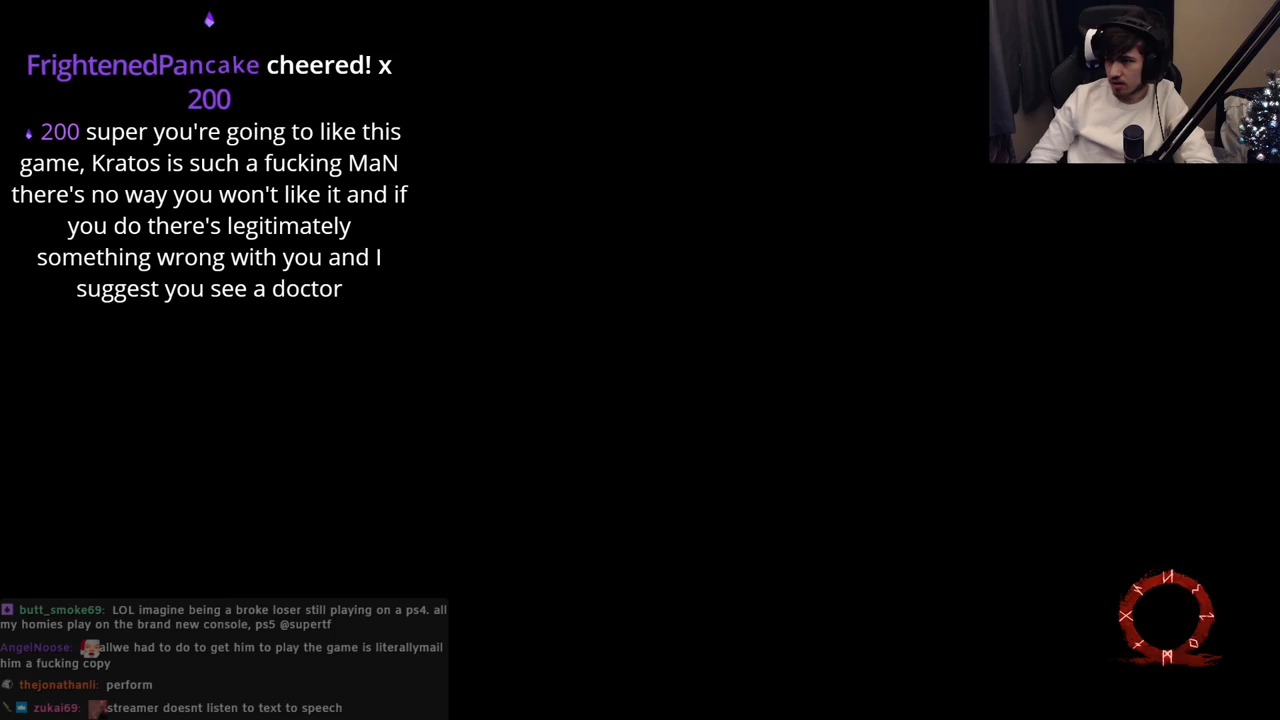 FrightenedPancake cheered! x
200
200 super you're going to like this
game, Kratos is such a fucking MaN
there's no way you won't like it and if
you do there's legitimately
something wrong with you and I
suggest you see a doctor
butt_smoke69: LOL imagine being a broke loser still playing on a ps4. all
my homies play on the brand new console, ps5 @supertf
AngelNoose: allwe had to do to get him to play the game is literallymail
him a fucking copy
thejonathanli: perform
zukai69: streamer doesnt listen to text to speech